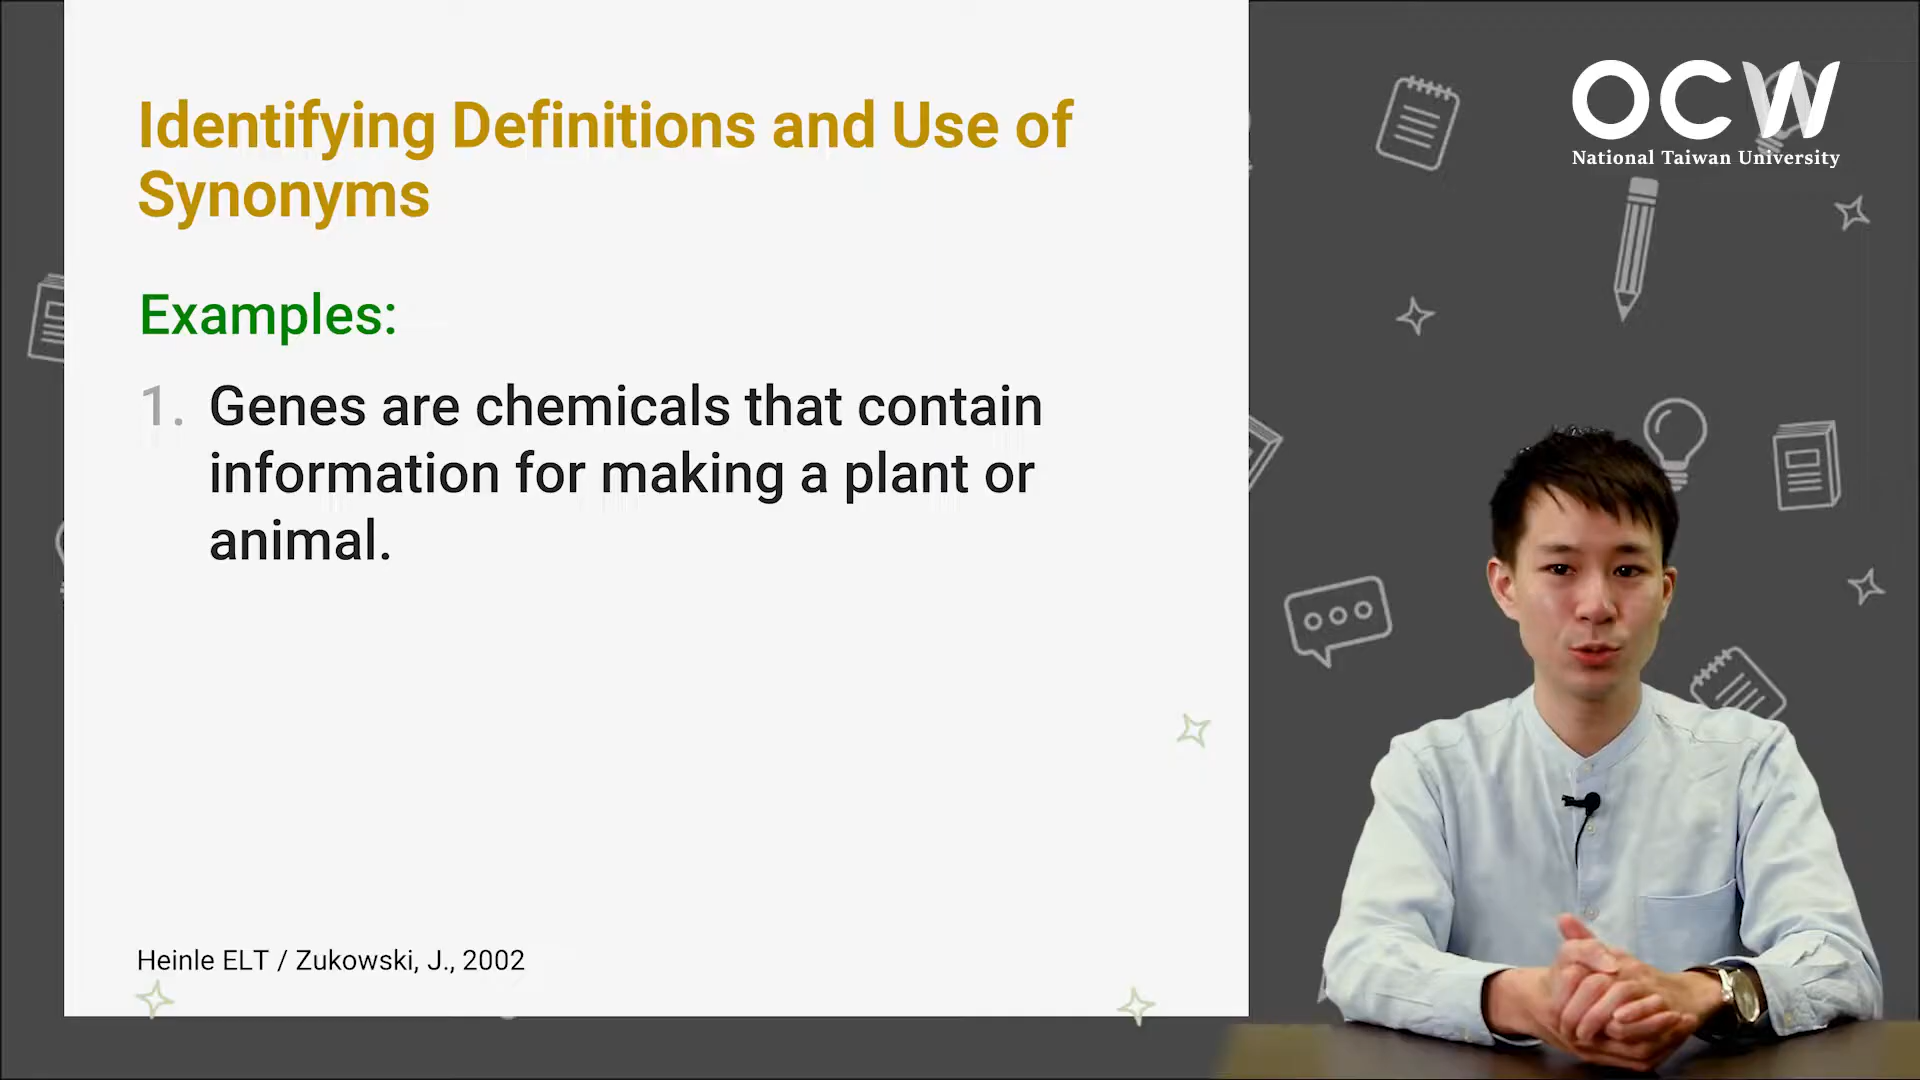 Identifying Definitions and Use of
Synonyms
Examples:
1. Genes are chemicals that contain
information for making a plant or
animal.
Heinle ELT / Zukowski, J., 2002
OCW
National Taiwan University